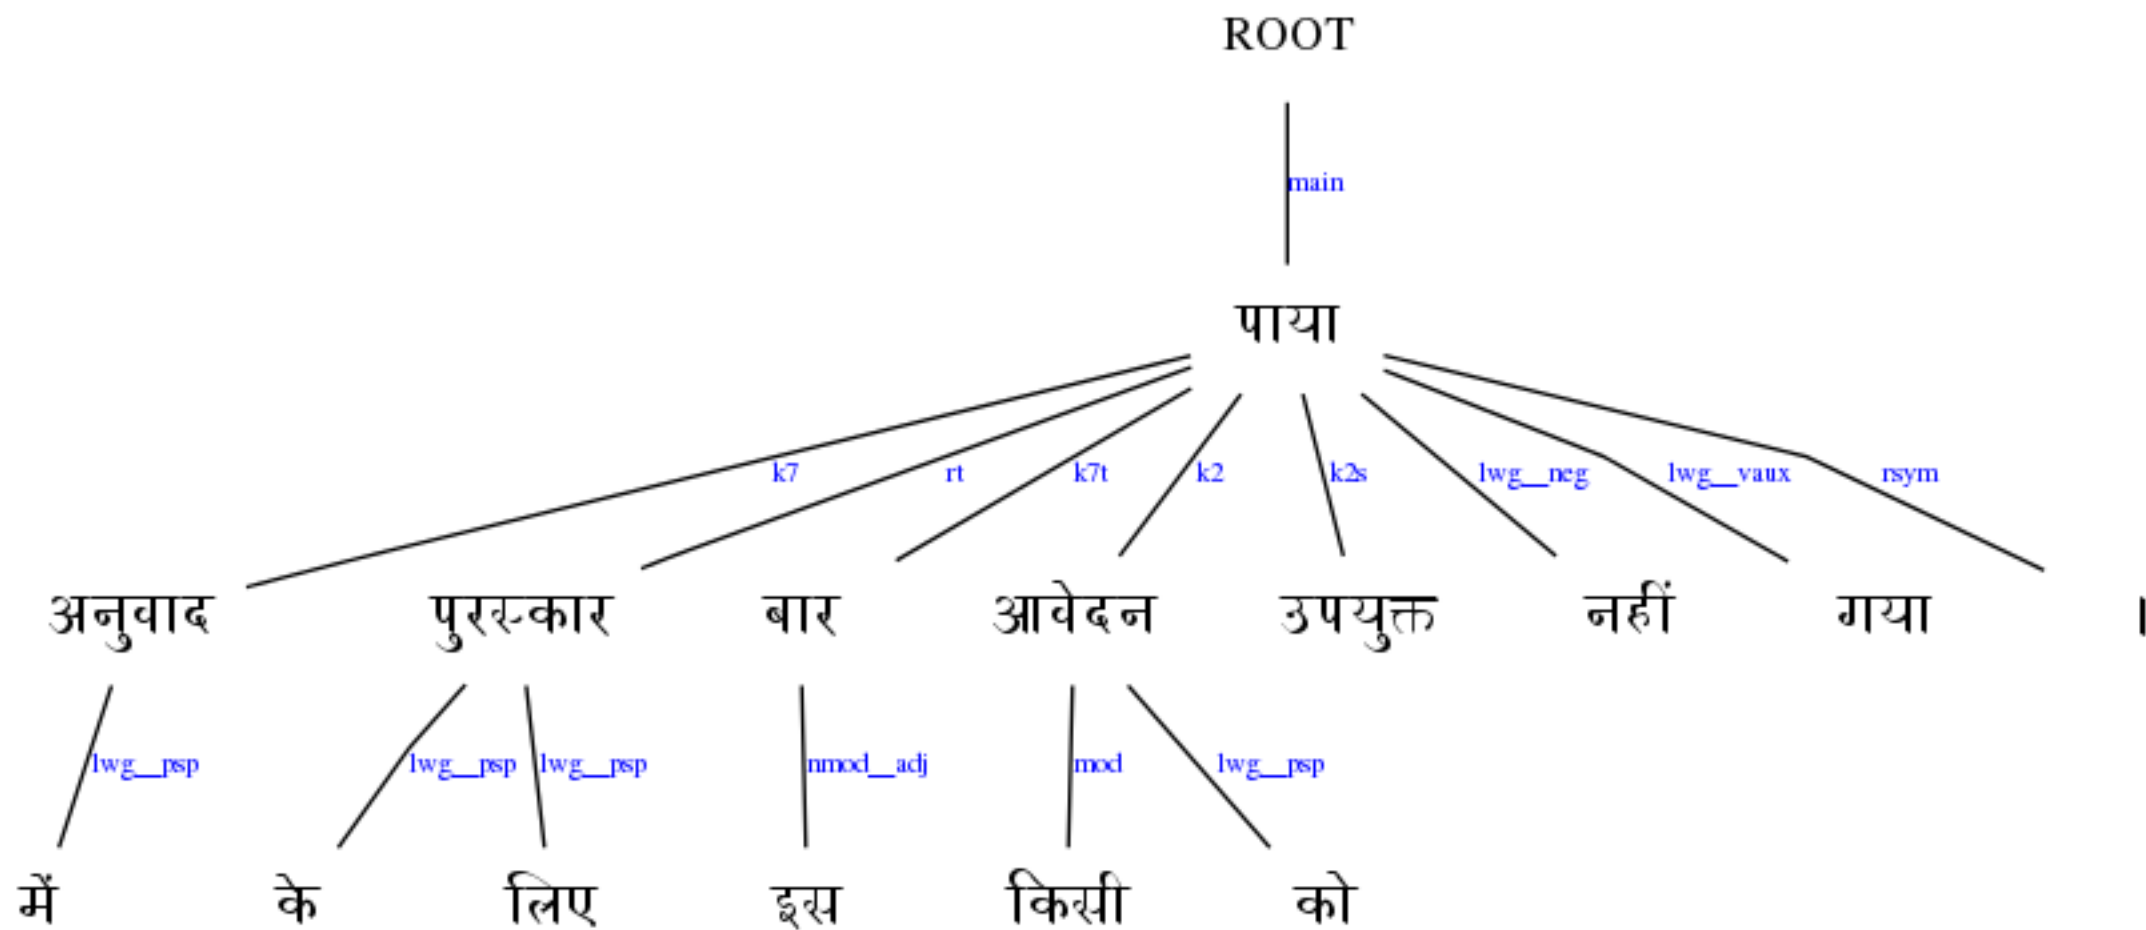 ROOT
main
पाया
k7 rt k7t k2 k2s lwg__neg lwg__vaux rsym
अनुवाद पुरस्कार बार आवेदन उपयुक्त नहीं गया ।
lwg__psp lwg__psp lwg__psp nmod__adj mod lwg__psp
में के लिए इस किसी को